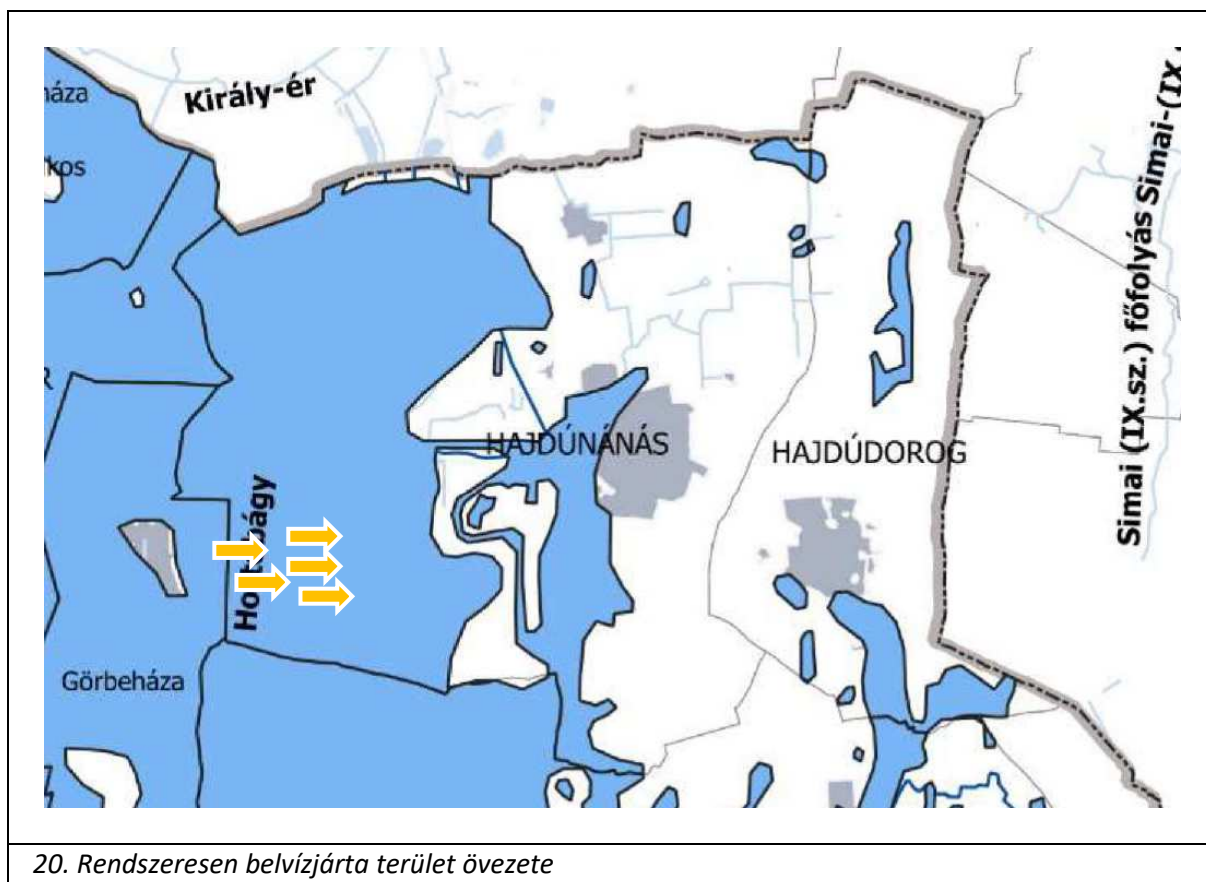 Király-ér
háza
kos
Simai (IX.sz.) főfolyás Simai-(IX.
HAJDÚNÁNÁS
HAJDÚDOROG
R
Görbeháza
20. Rendszeresen belvízjárta terület övezete